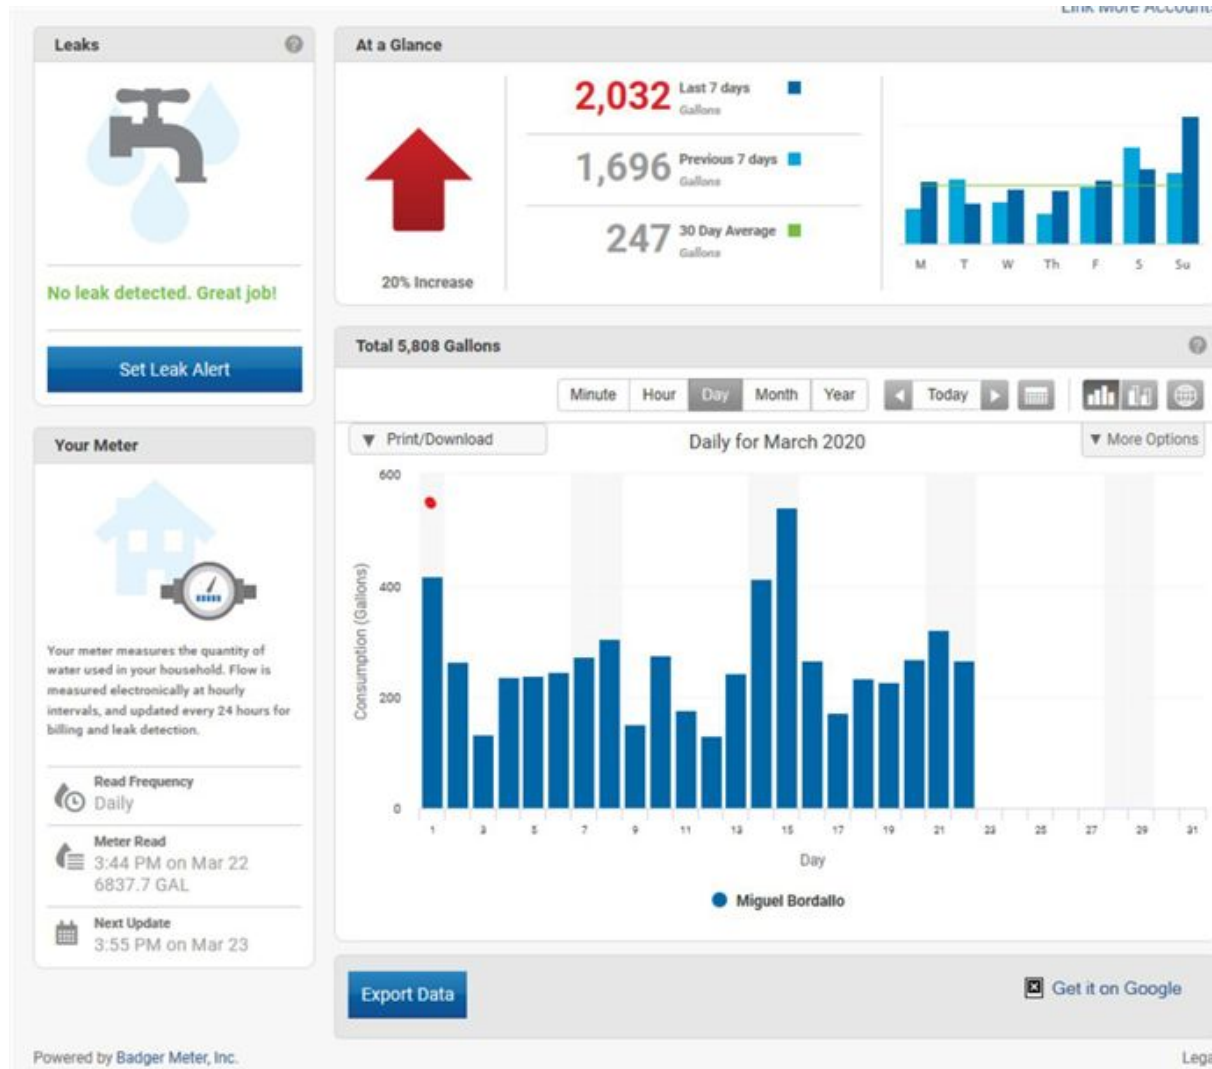 Link More Accounts
Leaks
No leak detected. Great job!
Set Leak Alert
At a Glance
20% Increase
2,032 Last 7 days
Gallons
1,696 Previous 7 days
Gallons
247 30 Day Average
Gallons
M T W Th F S Su
Total 5,808 Gallons
Minute Hour Day Month Year Today
Print/Download
Daily for March 2020
More Options
Consumption (Gallons)
600
400
200
0
1 3 5 7 9 11 13 15 17 19 21 23 25 27 29 31
Day
Miguel Bordallo
Your Meter
Your meter measures the quantity of
water used in your household. Flow is
measured electronically at hourly
intervals, and updated every 24 hours for
billing and leak detection.
Read Frequency
Daily
Meter Read
3:44 PM on Mar 22
6837.7 GAL
Next Update
3:55 PM on Mar 23
Export Data
Get it on Google
Powered by Badger Meter, Inc.